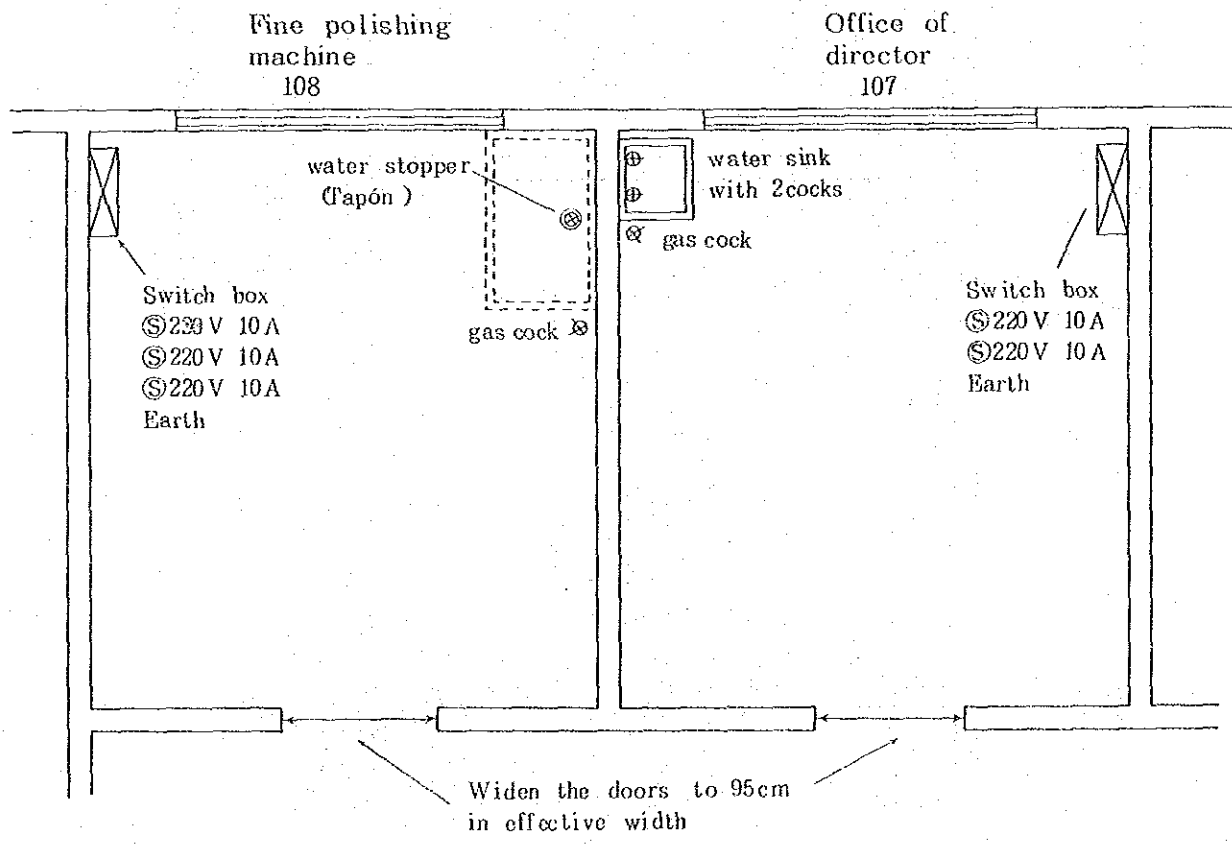 Fine polishing
machine
108
Office of
director
107
water stopper
(Tapón)
water sink
with 2cocks
gas cock
gas cock
Switch box
Ⓢ220V 10A
Ⓢ220V 10A
Ⓢ220V 10A
Earth
Switch box
Ⓢ220V 10A
Ⓢ220V 10A
Earth
Widen the doors to 95cm
in effective width